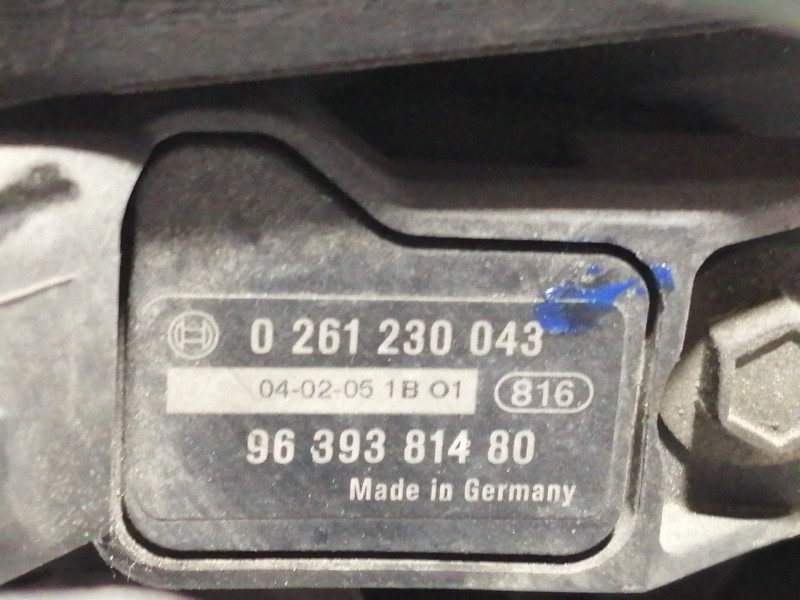 0 261 230 043
04-02-05 1B O1 816
96 393 814 80
Made in Germany